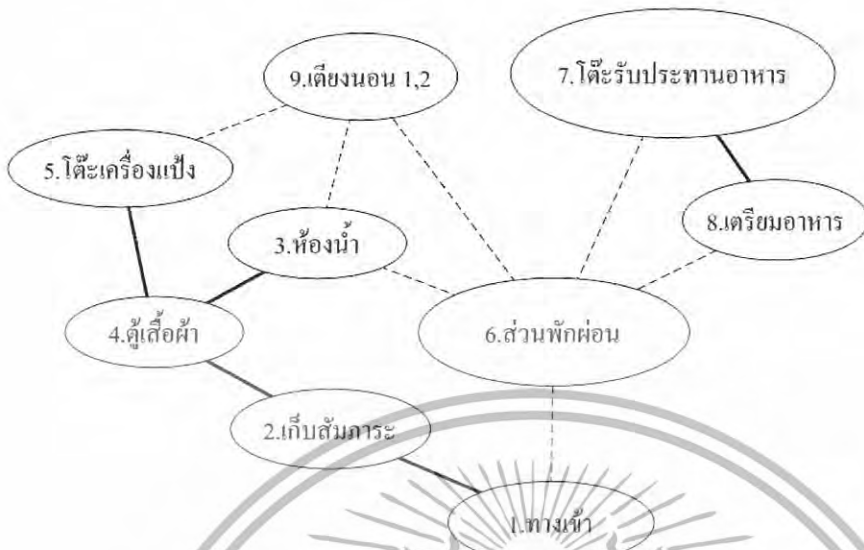 9.เตียงนอน 1,2
7.โต๊ะรับประทานอาหาร
5.โต๊ะเครื่องแป้ง
8.เตรียมอาหาร
3.ห้องน้ำ
4.ตู้เสื้อผ้า
6.ส่วนพักผ่อน
2.เก็บสัมภาระ
1.ทางเข้า